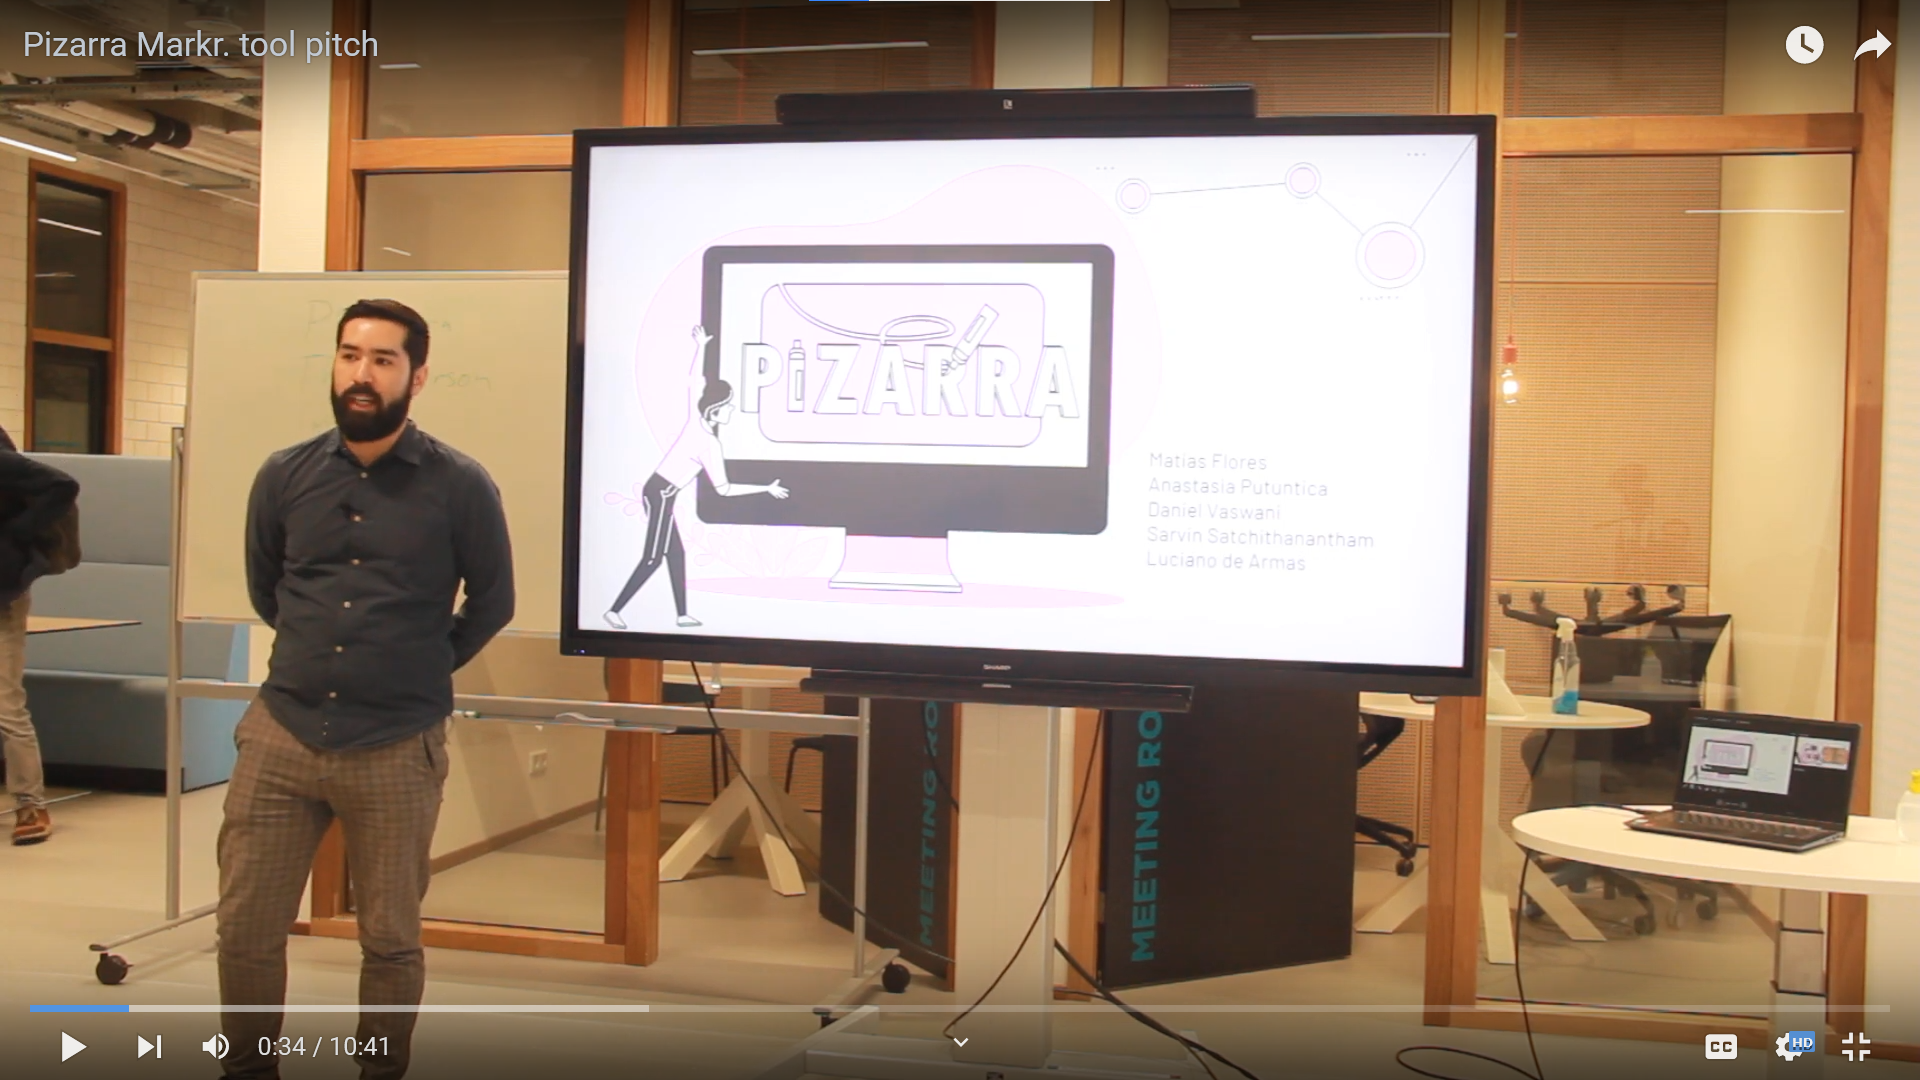 Pizarra Markr. tool pitch
PiZARRA
Matias Flores
Anastasia Putuntica
Daniel Vaswani
Sarvin Satchithanantham
Luciano de Armas
SHARP
MEETING RO
MEETING RO
0:34 / 10:41
CC
HD